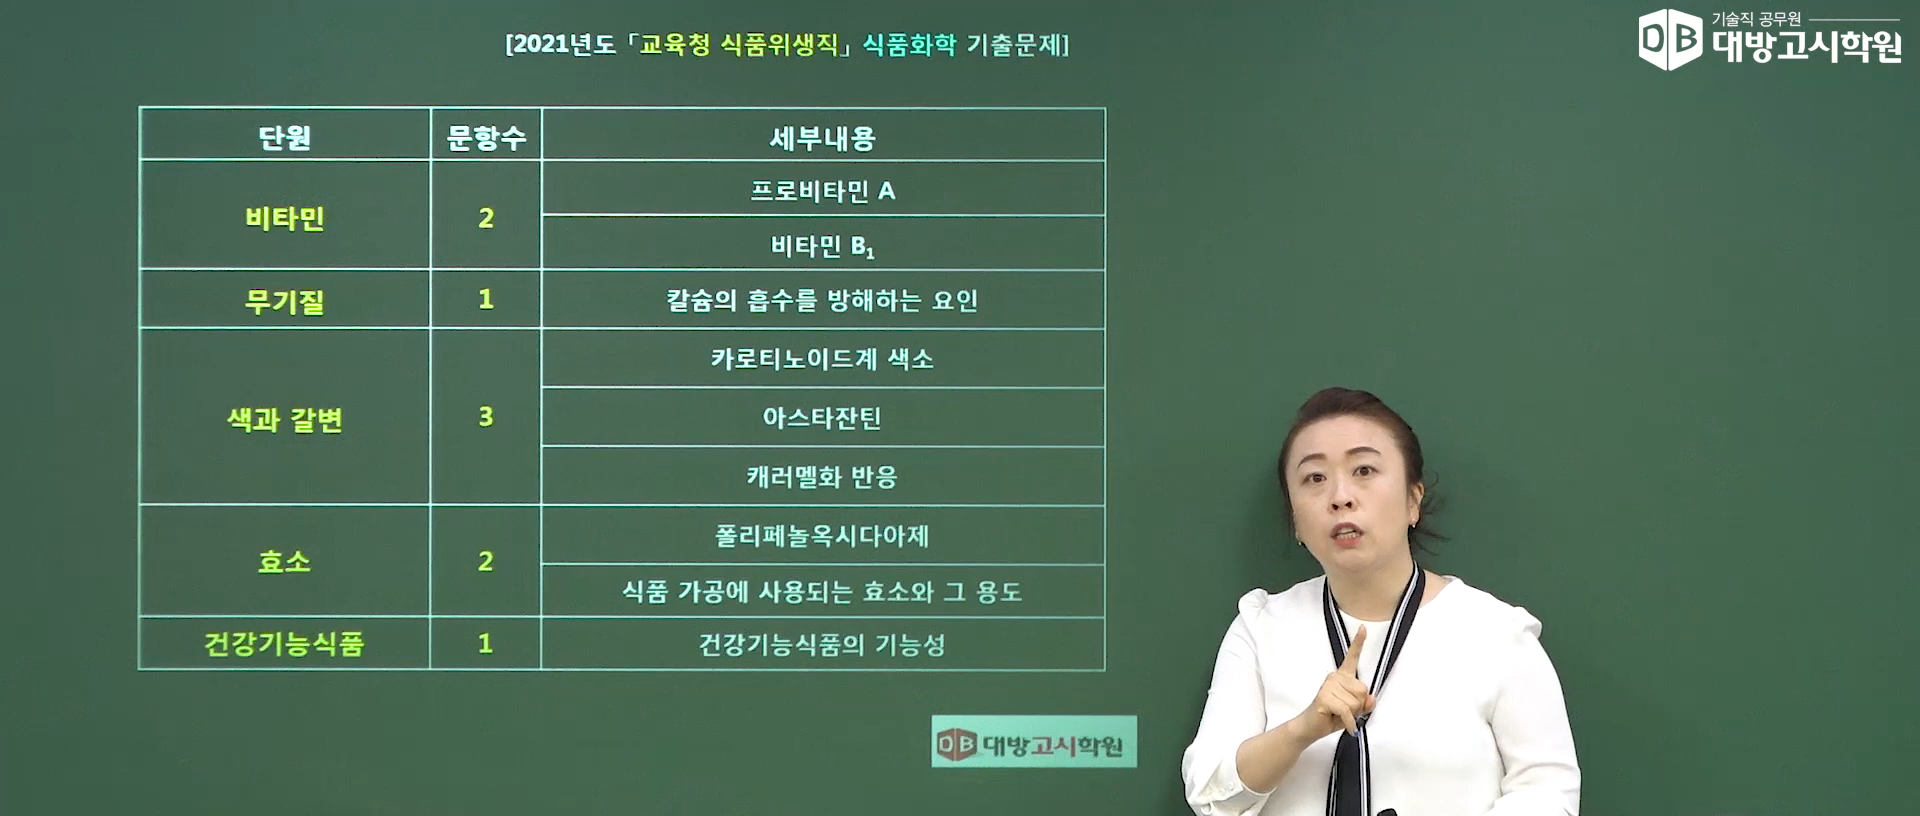 기술직 공무원
DB 대방고시학원
[2021년도 「교육청 식품위생직」 식품화학 기출문제]
단원 문항수 세부내용
비타민 2 프로비타민 A
비타민 B₁
무기질 1 칼슘의 흡수를 방해하는 요인
색과 갈변 3 카로티노이드계 색소
아스타잔틴
캐러멜화 반응
효소 2 폴리페놀옥시다아제
식품 가공에 사용되는 효소와 그 용도
건강기능식품 1 건강기능식품의 기능성
DB 대방고시학원